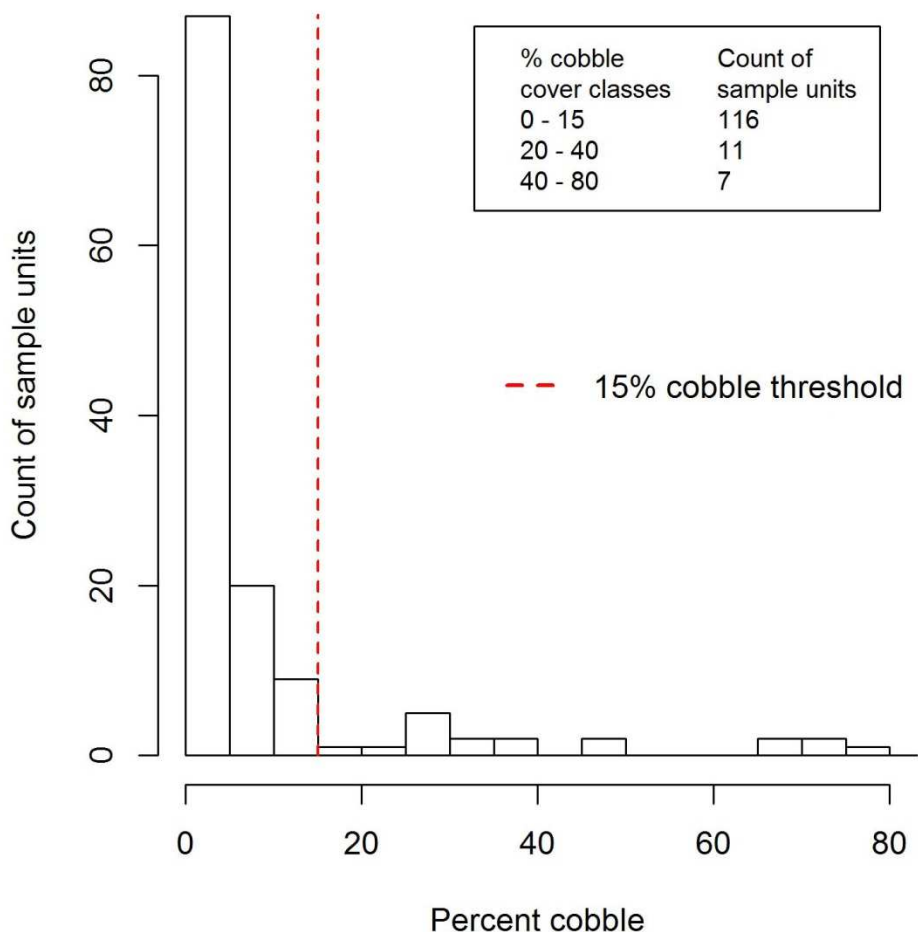 % cobble cover classes Count of sample units
0 - 15 116
20 - 40 11
40 - 80 7
15% cobble threshold
Count of sample units
0
20
40
60
80
0 20 40 60 80
Percent cobble